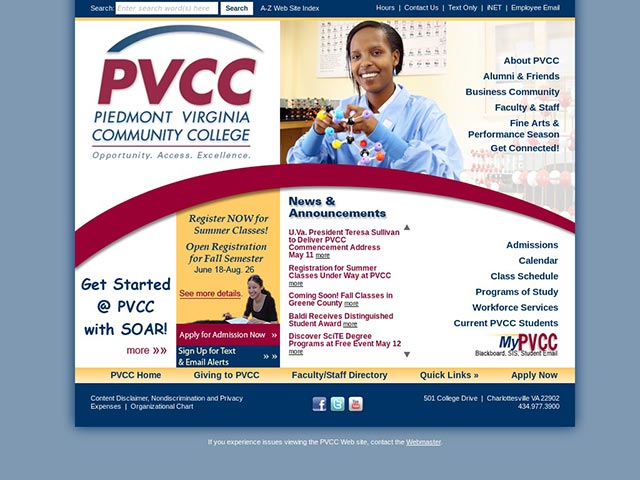 Search: Enter search word(s) here Search A-Z Web Site Index Hours | Contact Us | Text Only | iNET | Employee Email
PVCC
PIEDMONT VIRGINIA
COMMUNITY COLLEGE
Opportunity. Access. Excellence.
About PVCC
Alumni & Friends
Business Community
Faculty & Staff
Fine Arts &
Performance Season
Get Connected!
Get Started
@ PVCC
with SOAR!
more »»
Register NOW for
Summer Classes!
Open Registration
for Fall Semester
June 18-Aug. 26
See more details.
Apply for Admission Now »
Sign Up for Text
& Email Alerts » »
News &
Announcements
U.Va. President Teresa Sullivan
to Deliver PVCC
Commencement Address
May 11 more
Registration for Summer
Classes Under Way at PVCC
more
Coming Soon! Fall Classes in
Greene County more
Baldi Receives Distinguished
Student Award more
Discover SciTE Degree
Programs at Free Event May 12
more
Admissions
Calendar
Class Schedule
Programs of Study
Workforce Services
Current PVCC Students
MyPVCC
Blackboard, SIS, Student Email
PVCC Home Giving to PVCC Faculty/Staff Directory Quick Links » Apply Now
Content Disclaimer, Nondiscrimination and Privacy
Expenses | Organizational Chart
You
Tube
501 College Drive | Charlottesville VA 22902
434.977.3900
If you experience issues viewing the PVCC Web site, contact the Webmaster.